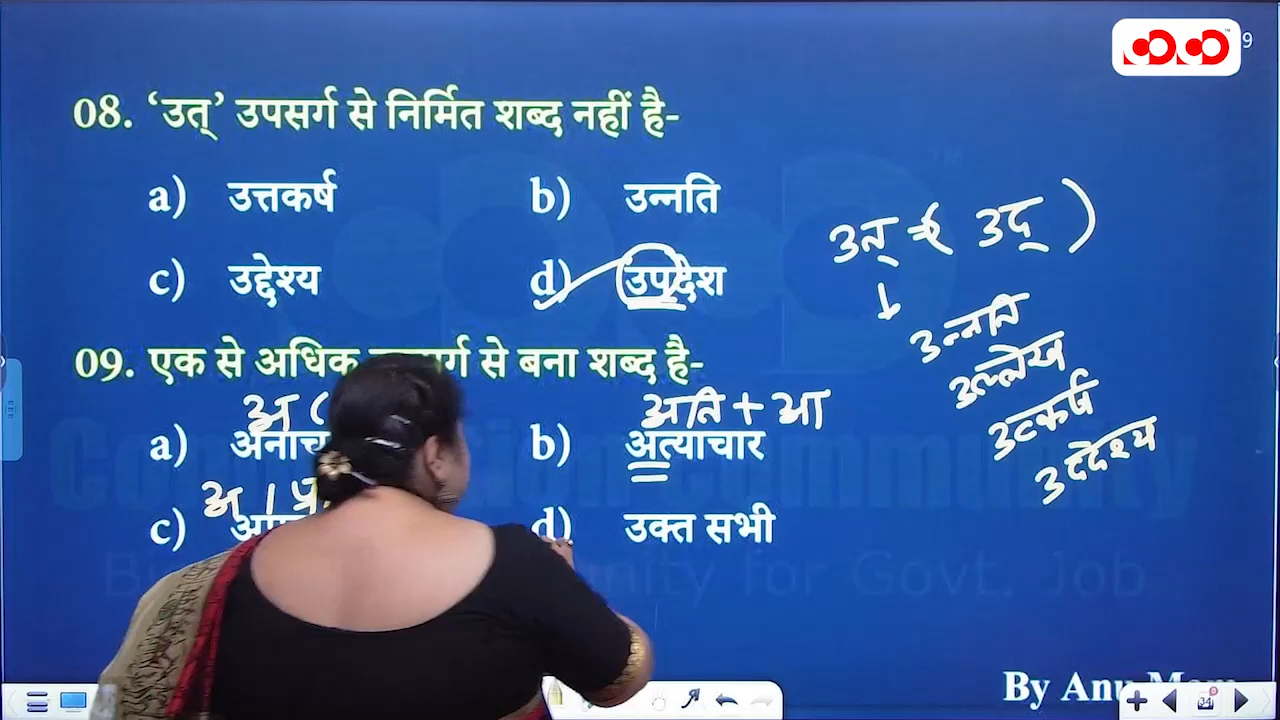 08. ‘उत्’ उपसर्ग से निर्मित शब्द नहीं है-
a) उत्तकर्ष b) उन्नति
c) उद्देश्य d) उपदेश
उत् ( उद् )
उन्नति
उल्लेख
उत्कर्ष
उद्देश्य
09. एक से अधिक से बना शब्द है-
अ अति + आ
a) b) अत्याचार
अ
c) d) उक्त सभी
By Anu